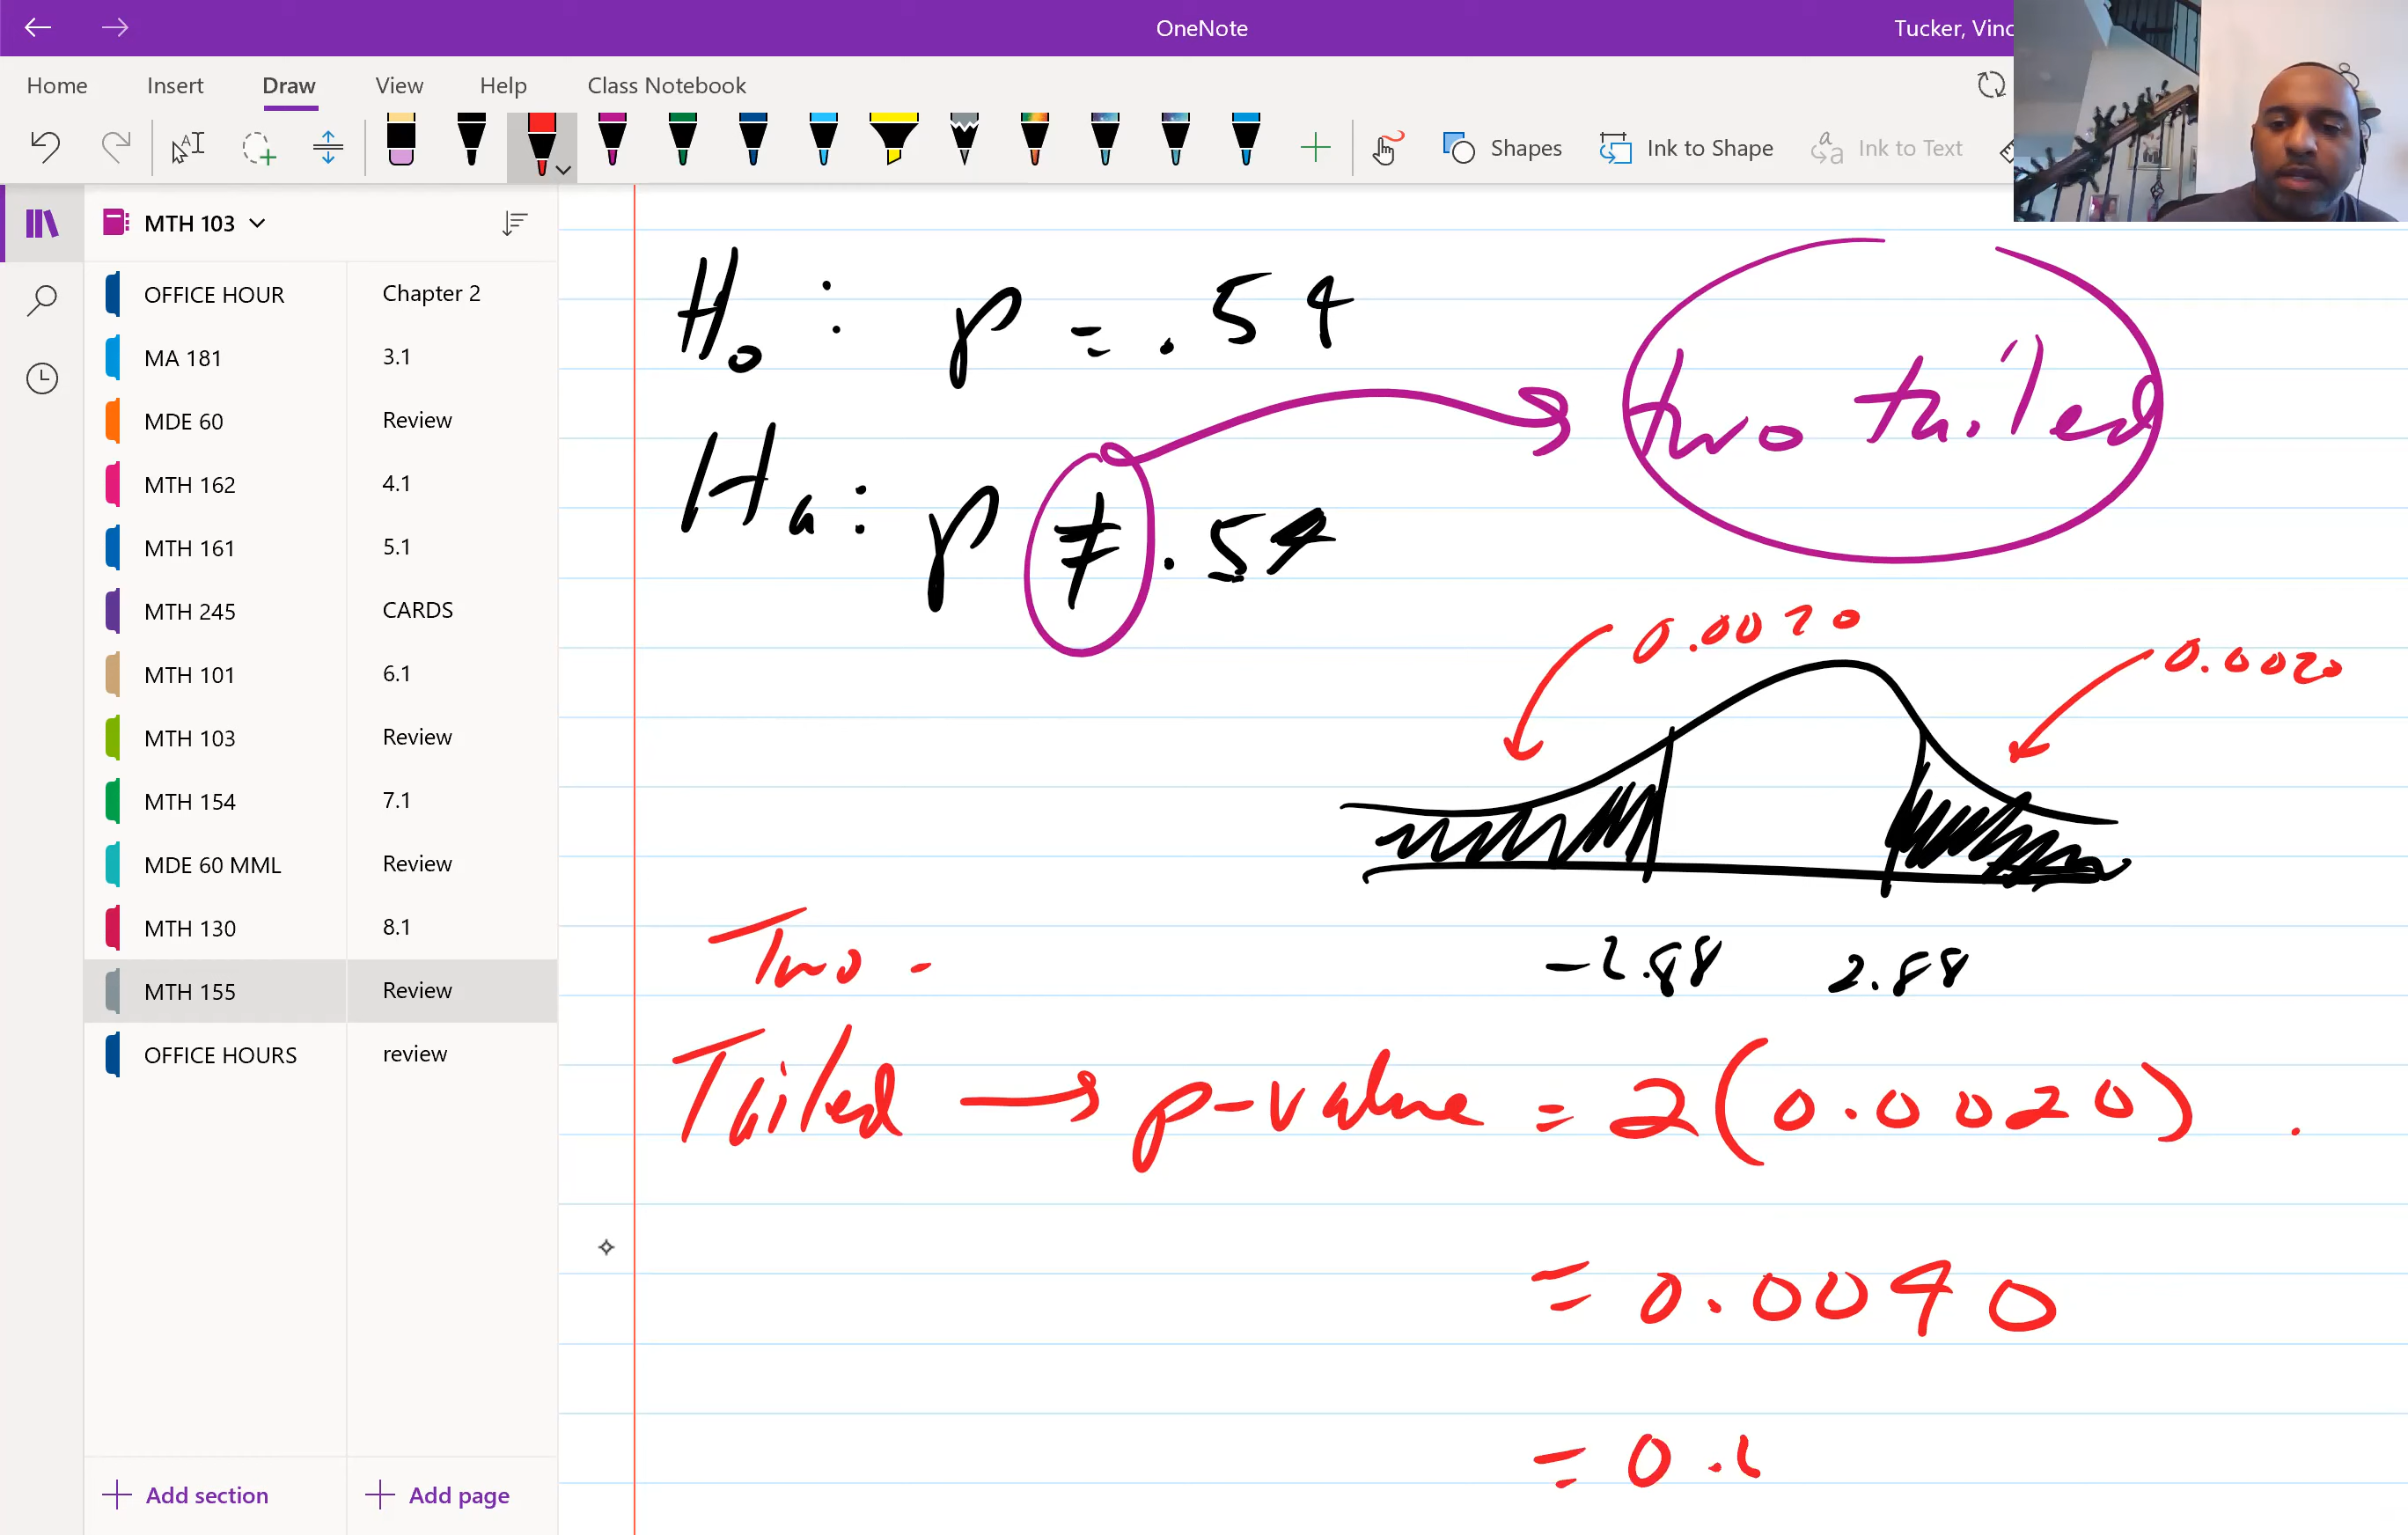 OneNote
Tucker, Vinc
Home Insert Draw View Help Class Notebook
Shapes Ink to Shape Ink to Text
MTH 103
OFFICE HOUR
MA 181
MDE 60
MTH 162
MTH 161
MTH 245
MTH 101
MTH 103
MTH 154
MDE 60 MML
MTH 130
MTH 155
OFFICE HOURS
Add section
Chapter 2
3.1
Review
4.1
5.1
CARDS
6.1
Review
7.1
Review
8.1
Review
review
Add page
H₀ : p = .54
two tailed
Hₐ : p ≠ .54
0.0020
0.0020
-2.88 2.88
Two -
Tailed → p-value = 2(0.0020) .
= 0.0040
= 0.